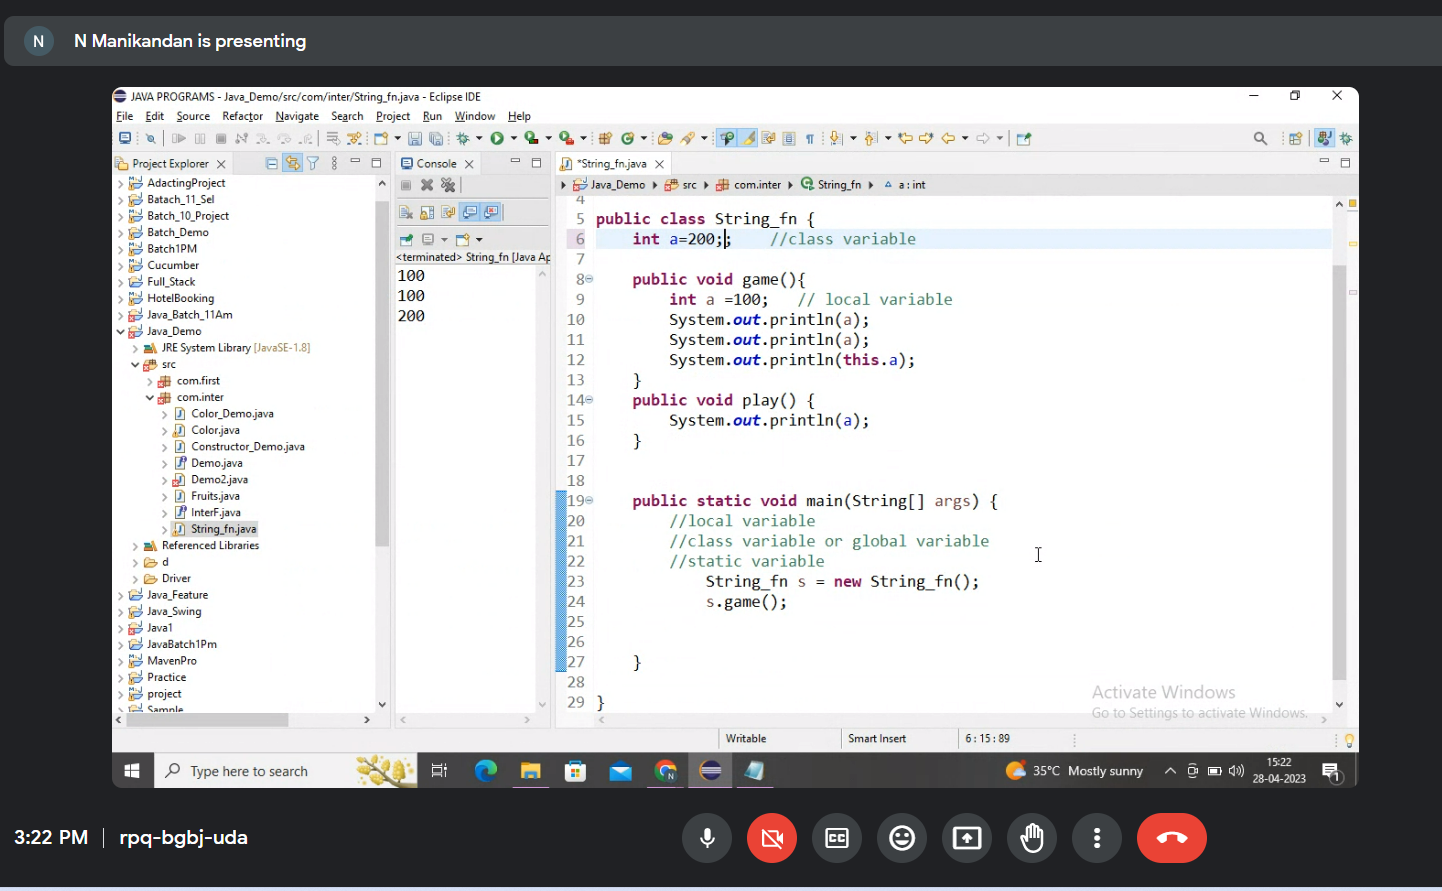 N N Manikandan is presenting
JAVA PROGRAMS - Java_Demo/src/com/inter/String_fn.java - Eclipse IDE
File Edit Source Refactor Navigate Search Project Run Window Help
Project Explorer
AdactingProject
Batach_11_Sel
Batch_10_Project
Batch_Demo
Batch1PM
Cucumber
Full_Stack
HotelBooking
Java_Batch_11Am
Java_Demo
JRE System Library [JavaSE-1.8]
src
com.first
com.inter
Color_Demo.java
Color.java
Constructor_Demo.java
Demo.java
Demo2.java
Fruits.java
InterF.java
String_fn.java
Referenced Libraries
d
Driver
Java_Feature
Java_Swing
Java1
JavaBatch1Pm
MavenPro
Practice
project
Sample
Console
<terminated> String_fn [Java Ap
100
100
200
*String_fn.java
Java_Demo src com.inter String_fn a : int
4
5 public class String_fn {
6 int a=200;; //class variable
7
8 public void game(){
9 int a =100; // local variable
10 System.out.println(a);
11 System.out.println(a);
12 System.out.println(this.a);
13 }
14 public void play() {
15 System.out.println(a);
16 }
17
18
19 public static void main(String[] args) {
20 //local variable
21 //class variable or global variable
22 //static variable
23 String_fn s = new String_fn();
24 s.game();
25
26
27 }
28
29 }
Activate Windows
Go to Settings to activate Windows.
Writable Smart Insert 6 : 15 : 89
Type here to search
35°C Mostly sunny
15:22
28-04-2023
1
3:22 PM | rpq-bgbj-uda
CC